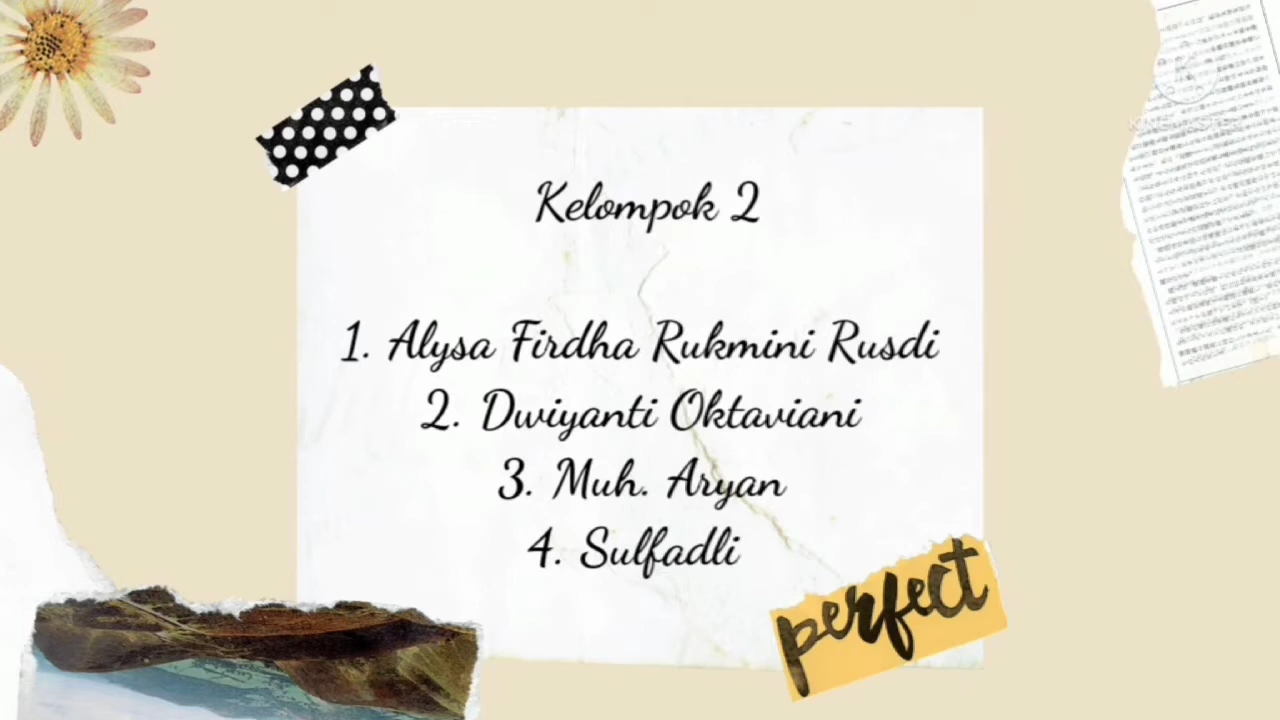 Kelompok 2
1. Alysa Firdha Rukmini Rusdi
2. Dwiyanti Oktaviani
3. Muh. Aryan
4. Sulfadli
perfect